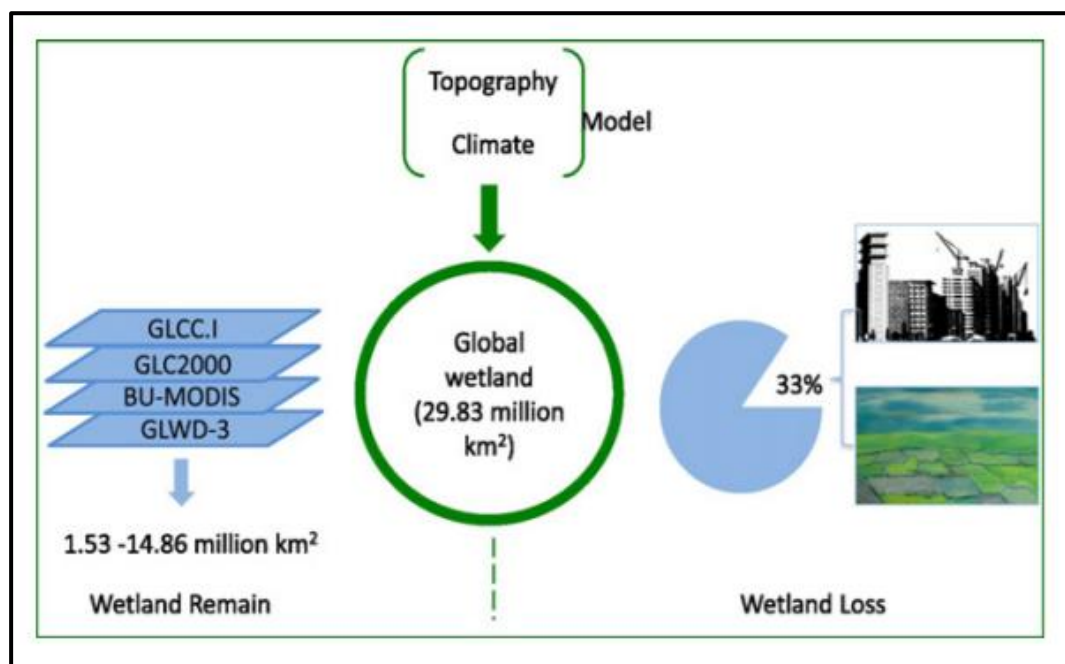 Topography
Climate
Model
GLCC.I
GLC2000
BU-MODIS
GLWD-3
1.53 -14.86 million km²
Wetland Remain
Global
wetland
(29.83 million
km²)
33%
Wetland Loss